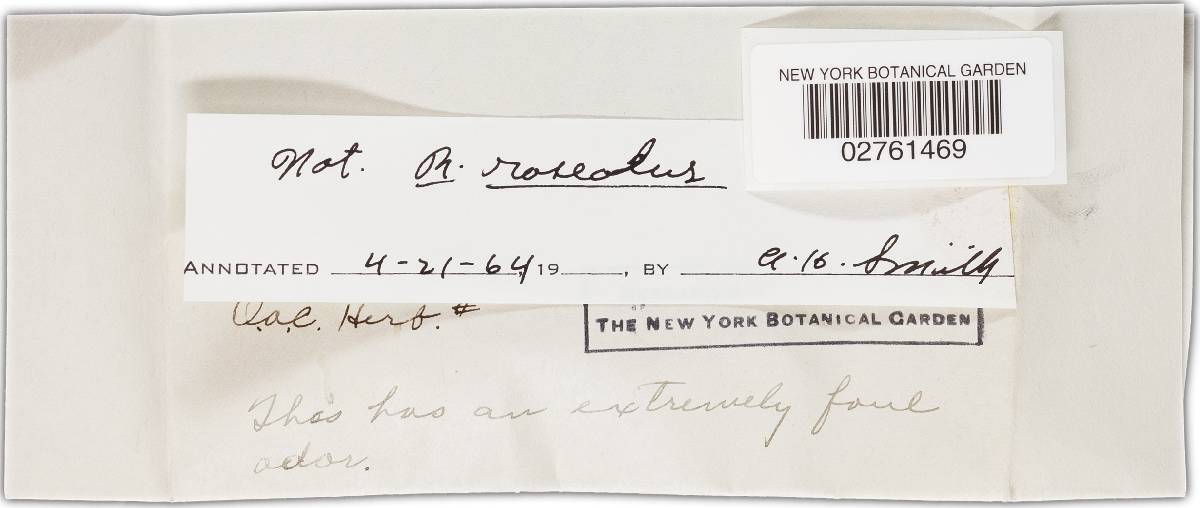 NEW YORK BOTANICAL GARDEN
02761469
Not. R. roseolus
ANNOTATED 4-21-64, 19____, BY A.H. Smith
O.a.C. Herb. #
THE NEW YORK BOTANICAL GARDEN
This has an extremely foul
odor.